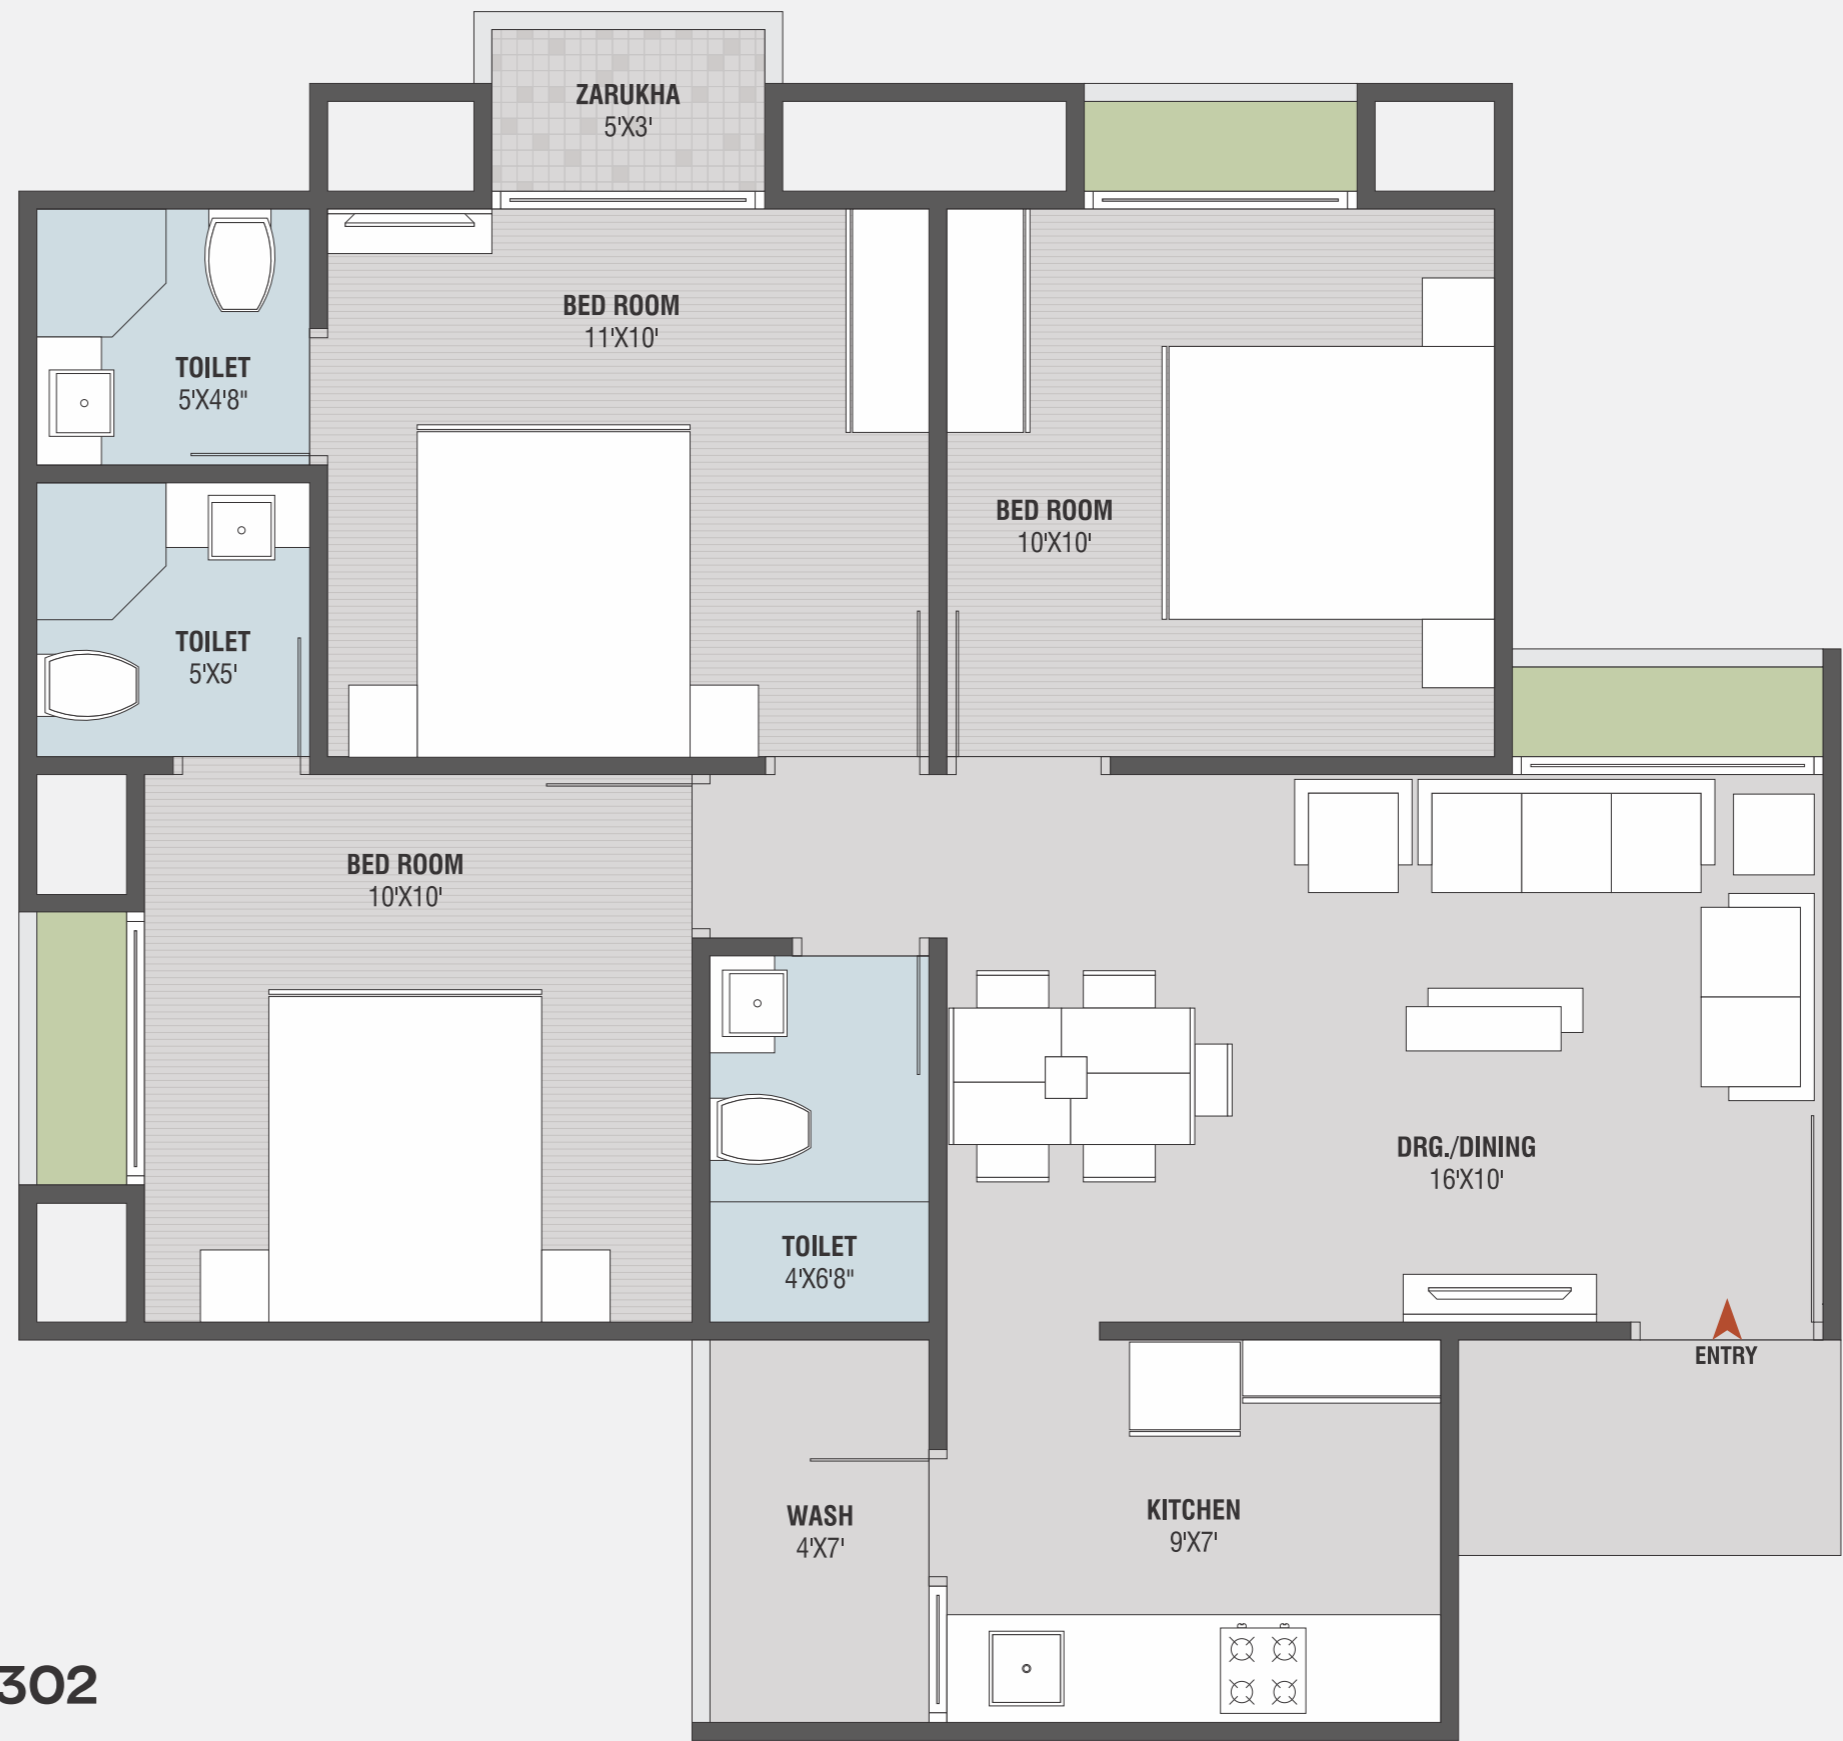 ZARUKHA
5'X3'
BED ROOM
11'X10'
TOILET
5'X4'8"
BED ROOM
10'X10'
TOILET
5'X5'
BED ROOM
10'X10'
DRG./DINING
16'X10'
TOILET
4'X6'8"
ENTRY
WASH
4'X7'
KITCHEN
9'X7'
302